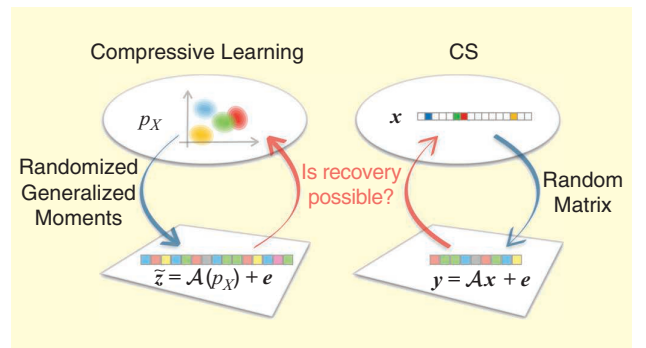 Compressive Learning
CS
p_X
x
Randomized
Generalized
Moments
Is recovery
possible?
Random
Matrix
z̃ = 𝒜(p_X) + e
y = 𝒜x + e